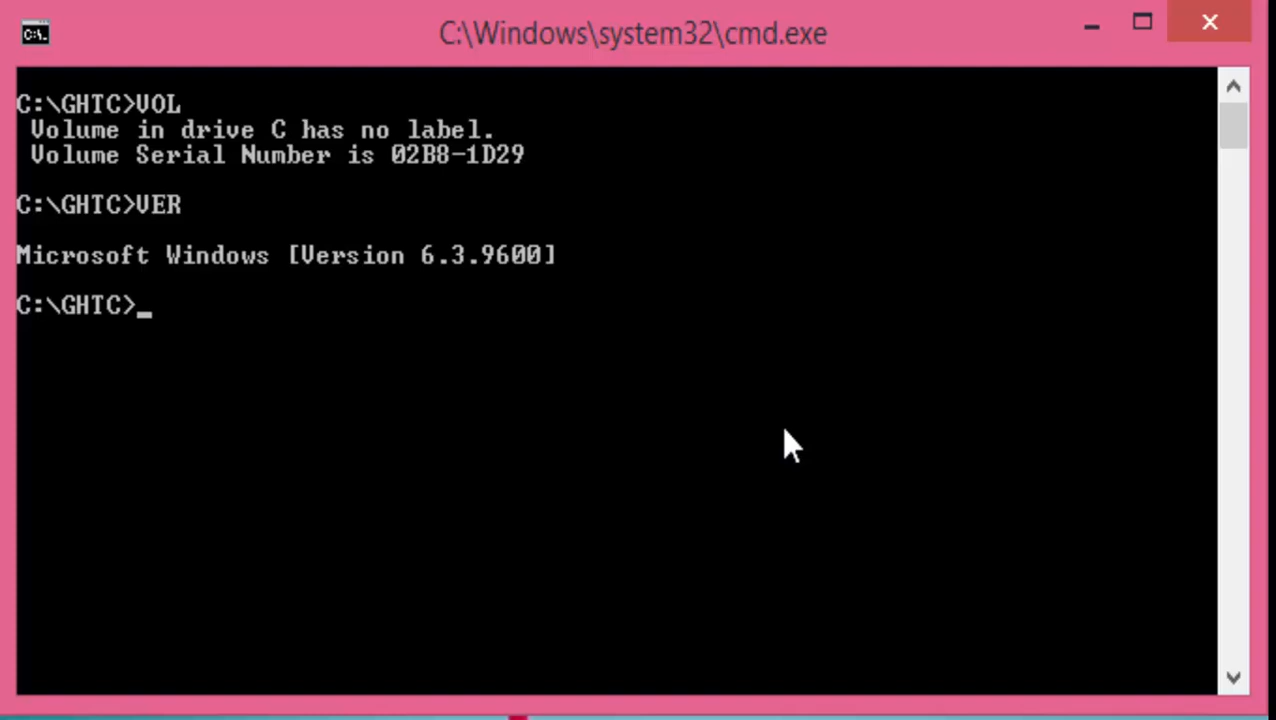 C:\Windows\system32\cmd.exe
C:\GHTC>VOL
Volume in drive C has no label.
Volume Serial Number is 02B8-1D29
C:\GHTC>VER
Microsoft Windows [Version 6.3.9600]
C:\GHTC>_